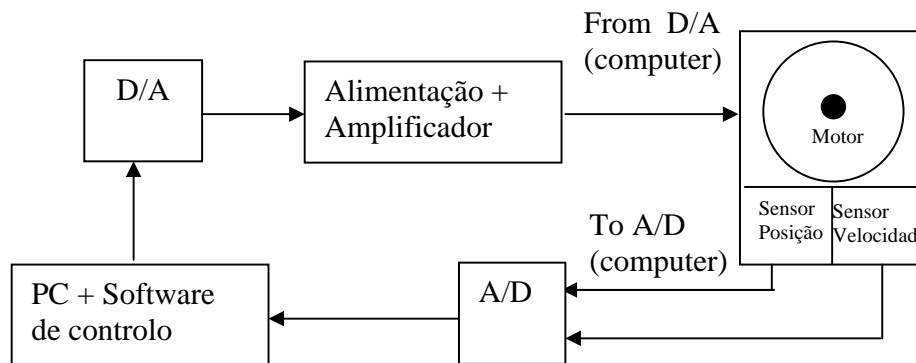 From D/A
(computer)
D/A
Alimentação +
Amplificador
Motor
Sensor
Posição
Sensor
Velocidad
To A/D
(computer)
PC + Software
de controlo
A/D